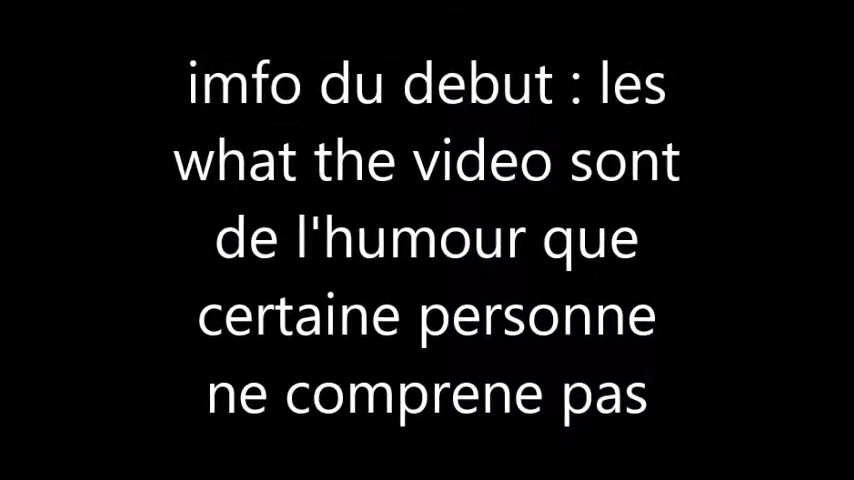 imfo du debut : les
what the video sont
de l'humour que
certaine personne
ne comprene pas